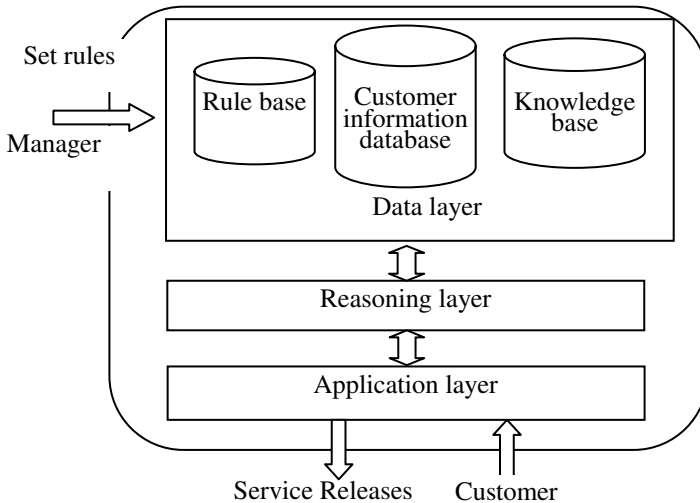 Set rules
Manager
Rule base
Customer
information
database
Knowledge
base
Data layer
Reasoning layer
Application layer
Service Releases
Customer